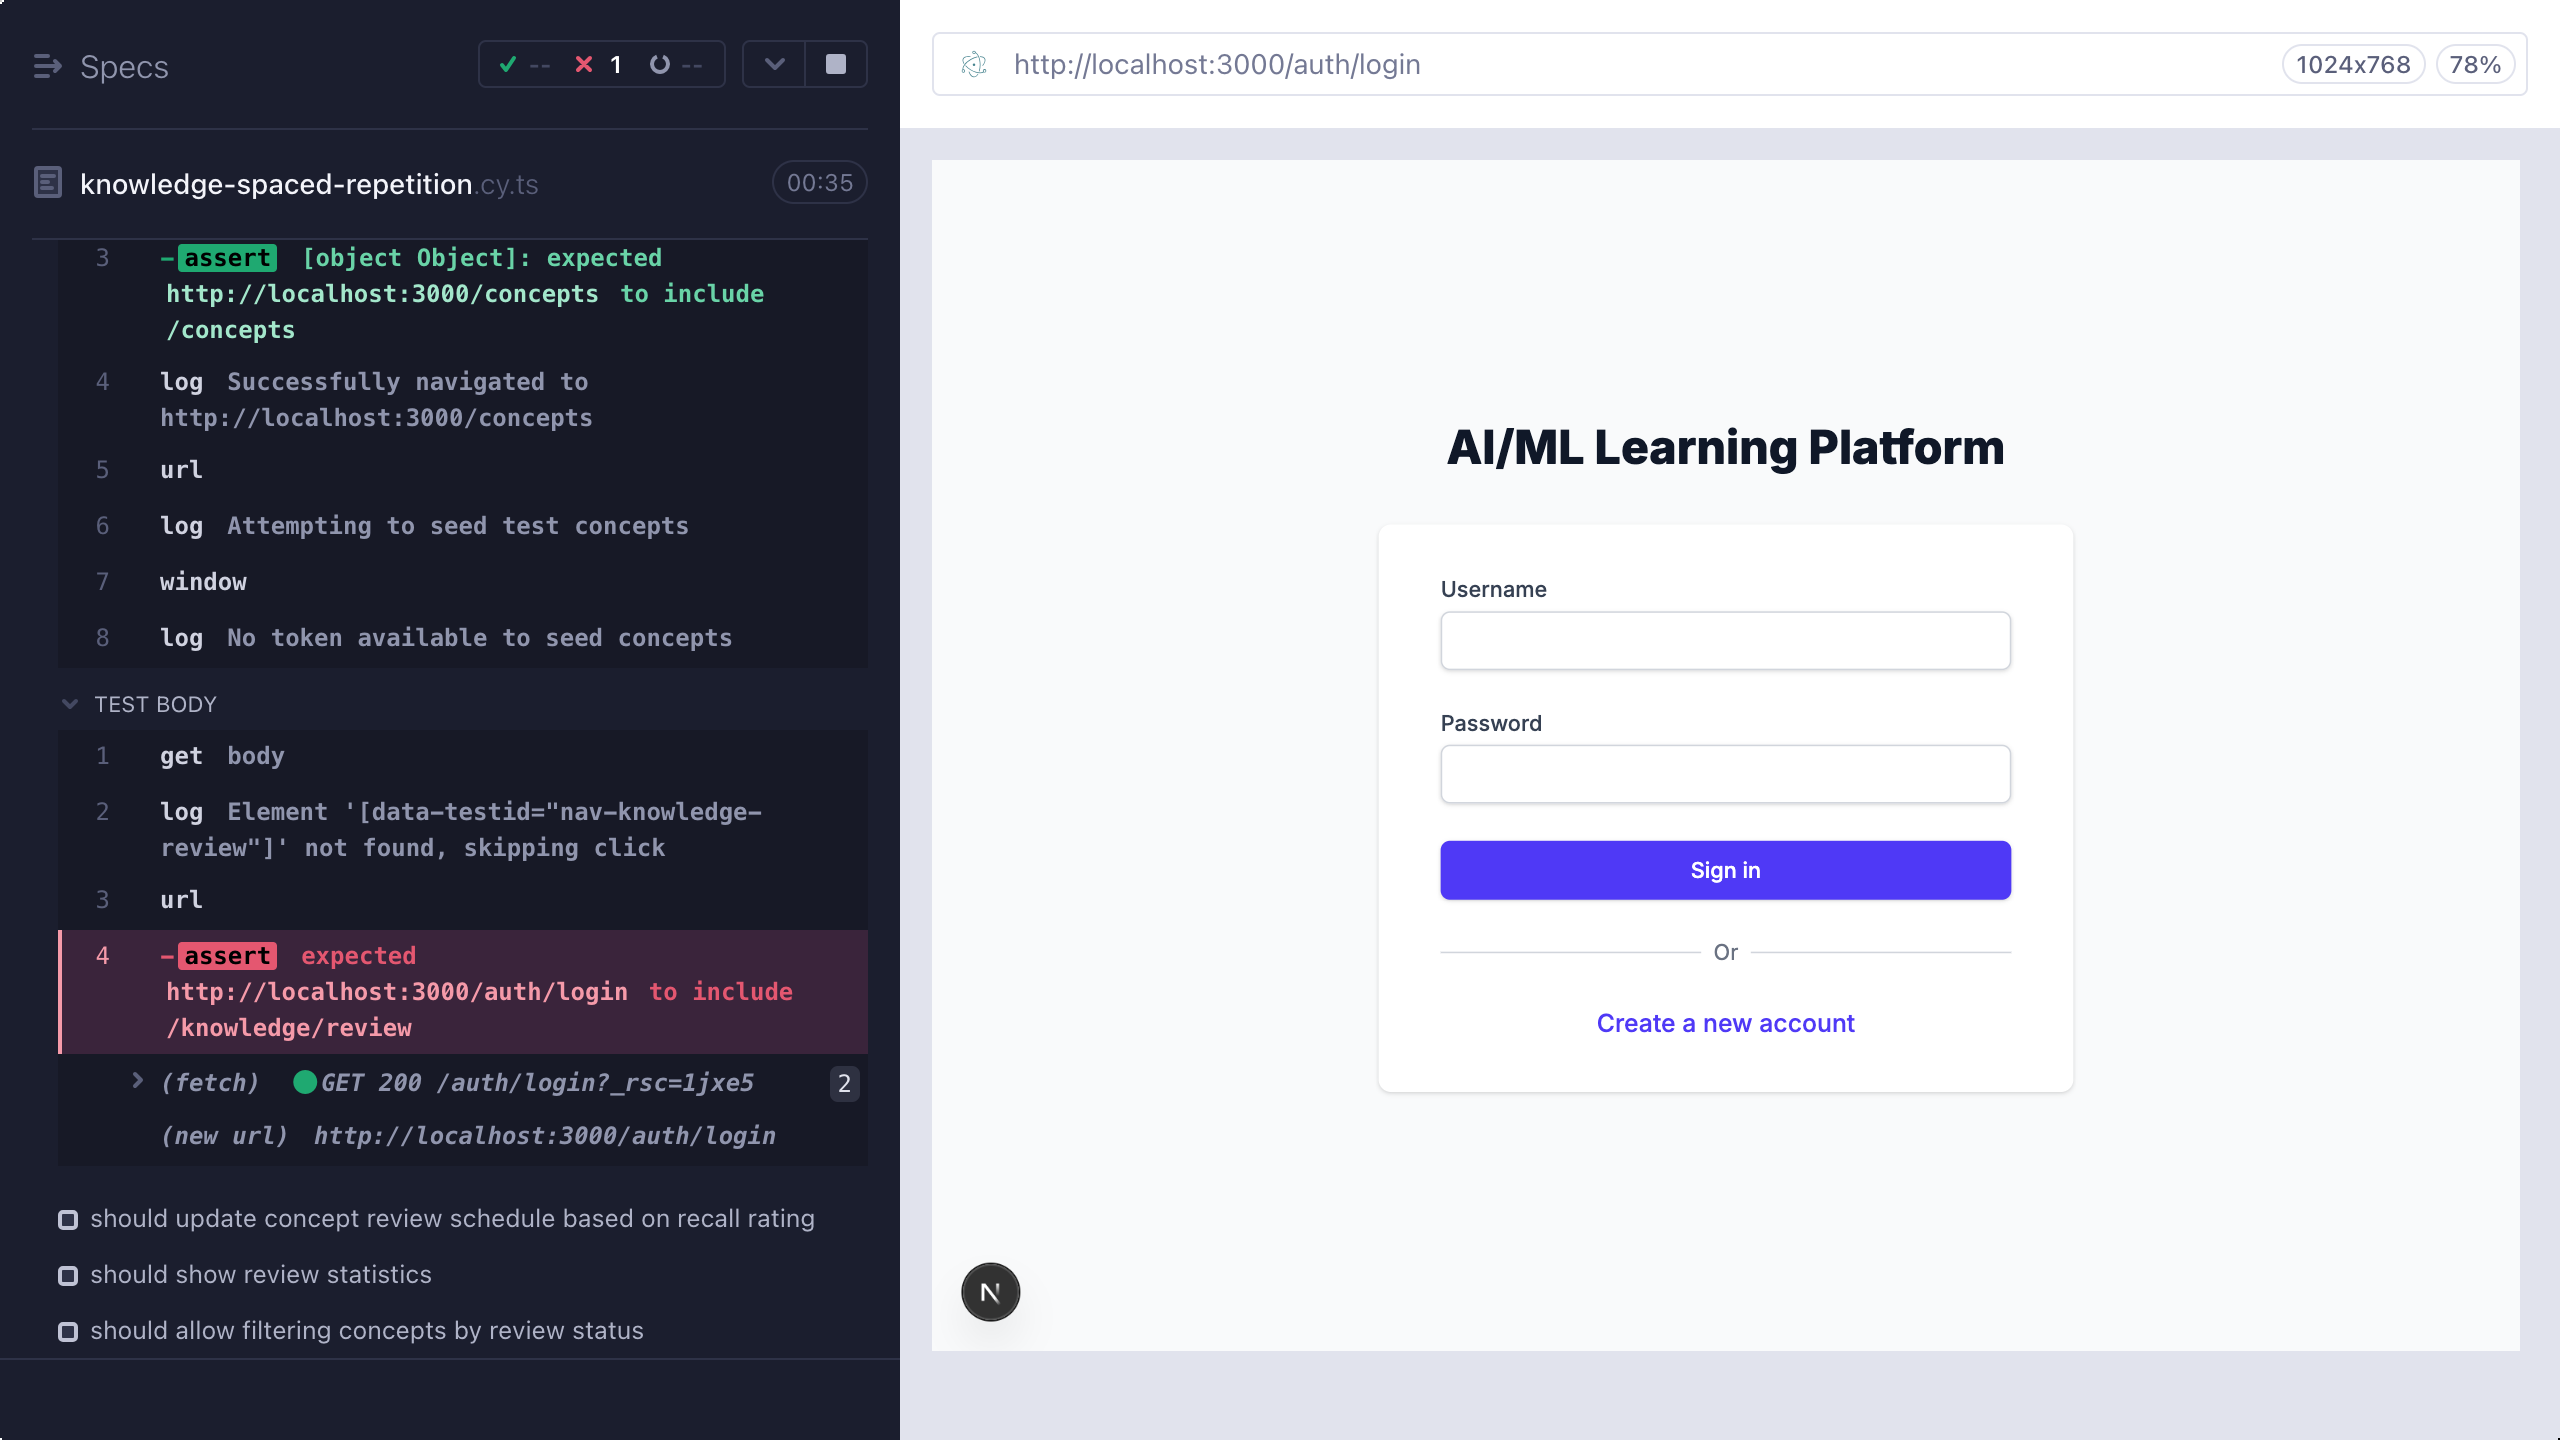 Specs
-- 1 --
knowledge-spaced-repetition.cy.ts 00:35
3 -assert [object Object]: expected
http://localhost:3000/concepts to include
/concepts
4 log Successfully navigated to
http://localhost:3000/concepts
5 url
6 log Attempting to seed test concepts
7 window
8 log No token available to seed concepts
TEST BODY
1 get body
2 log Element '[data-testid="nav-knowledge-
review"]' not found, skipping click
3 url
4 -assert expected
http://localhost:3000/auth/login to include
/knowledge/review
(fetch) GET 200 /auth/login?_rsc=1jxe5 2
(new url) http://localhost:3000/auth/login
should update concept review schedule based on recall rating
should show review statistics
should allow filtering concepts by review status
http://localhost:3000/auth/login 1024x768 78%
AI/ML Learning Platform
Username
Password
Sign in
Or
Create a new account
N